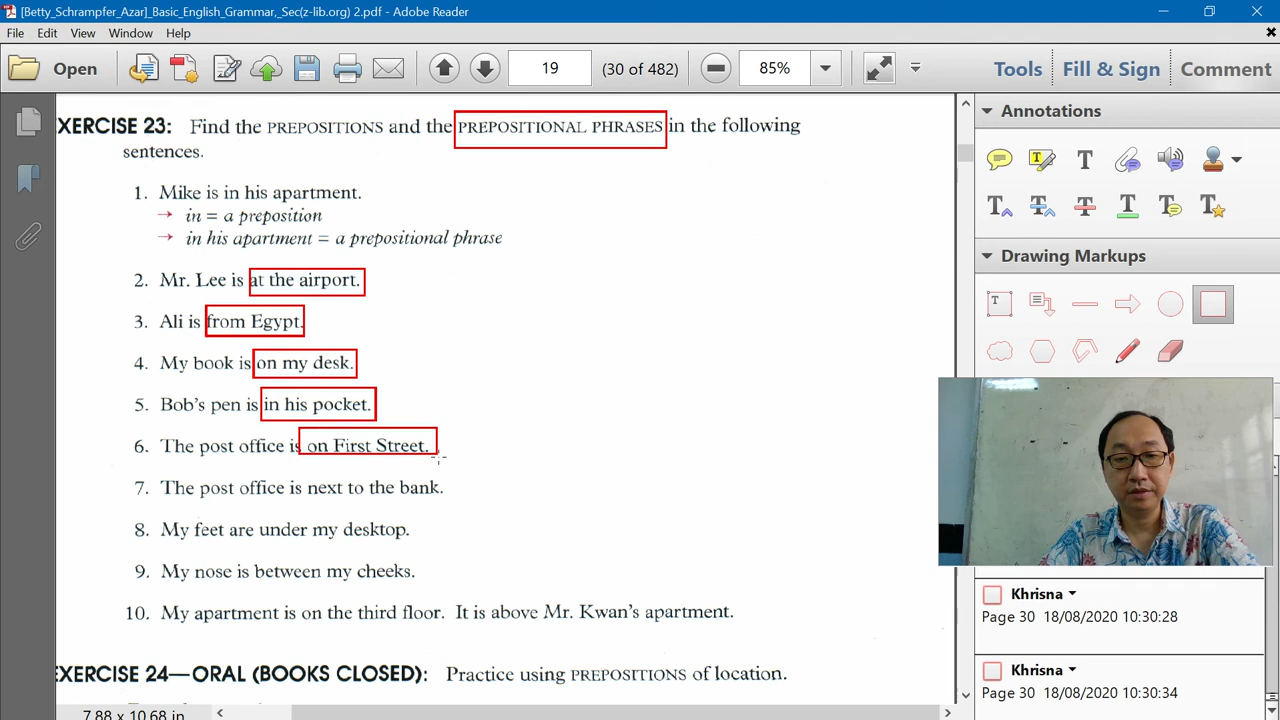 [Betty_Schrampfer_Azar]_Basic_English_Grammar,_Sec(z-lib.org) 2.pdf - Adobe Reader
File Edit View Window Help
Open 19 (30 of 482) 85% Tools Fill & Sign Comment
Annotations
EXERCISE 23: Find the PREPOSITIONS and the PREPOSITIONAL PHRASES in the following
sentences.
1. Mike is in his apartment.
→ in = a preposition
→ in his apartment = a prepositional phrase
2. Mr. Lee is at the airport.
3. Ali is from Egypt.
4. My book is on my desk.
5. Bob's pen is in his pocket.
6. The post office is on First Street.
7. The post office is next to the bank.
8. My feet are under my desktop.
9. My nose is between my cheeks.
10. My apartment is on the third floor. It is above Mr. Kwan's apartment.
EXERCISE 24—ORAL (BOOKS CLOSED): Practice using PREPOSITIONS of location.
7.88 x 10.68 in
Drawing Markups
Khrisna
Page 30 18/08/2020 10:30:28
Khrisna
Page 30 18/08/2020 10:30:34